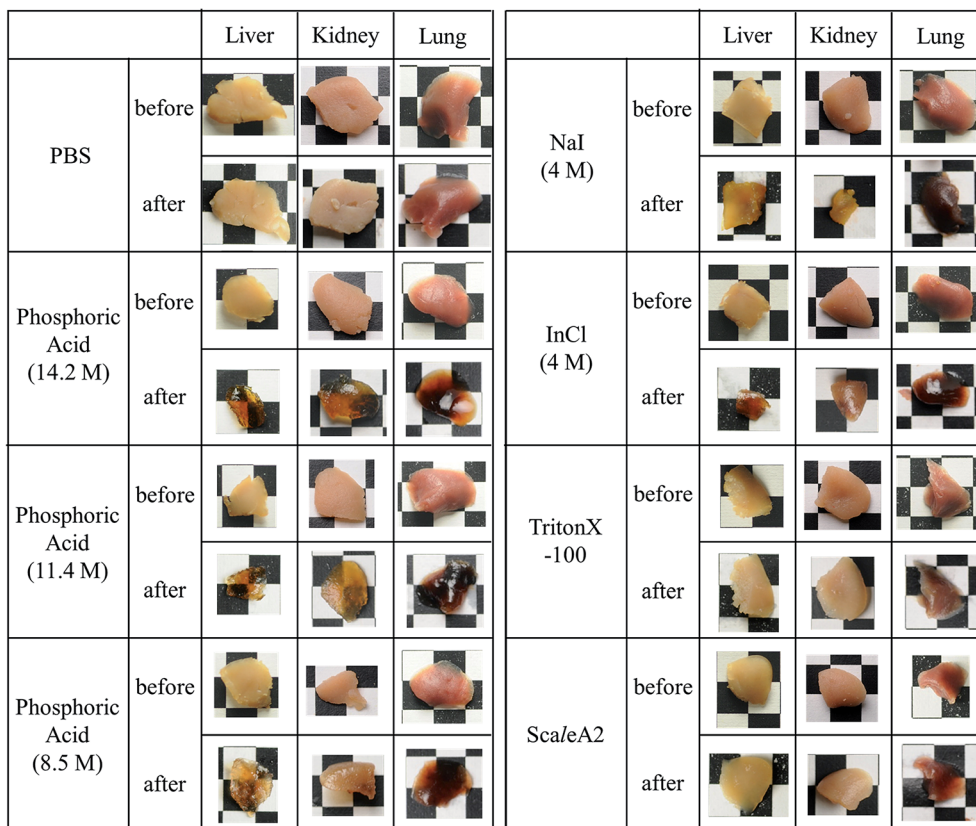 Liver Kidney Lung
PBS
before
after
Phosphoric
Acid
(14.2 M)
before
after
Phosphoric
Acid
(11.4 M)
before
after
Phosphoric
Acid
(8.5 M)
before
after
Liver Kidney Lung
NaI
(4 M)
before
after
InCl
(4 M)
before
after
TritonX
-100
before
after
ScaleA2
before
after